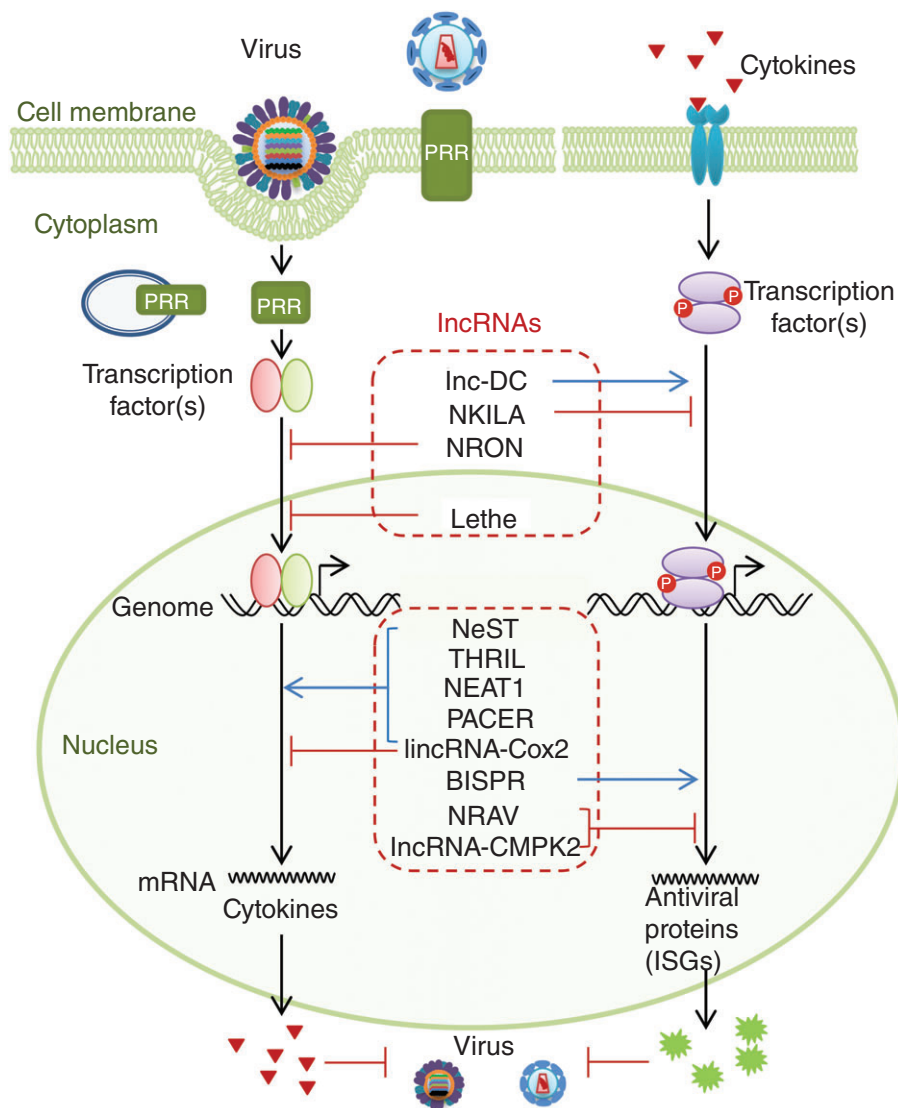 Virus
Cytokines
Cell membrane
PRR
Cytoplasm
PRR
PRR
P
P
Transcription
factor(s)
lncRNAs
Transcription
factor(s)
lnc-DC
NKILA
NRON
Lethe
P
P
Genome
NeST
THRIL
NEAT1
PACER
lincRNA-Cox2
BISPR
NRAV
lncRNA-CMPK2
Nucleus
mRNA
Cytokines
Antiviral
proteins
(ISGs)
Virus